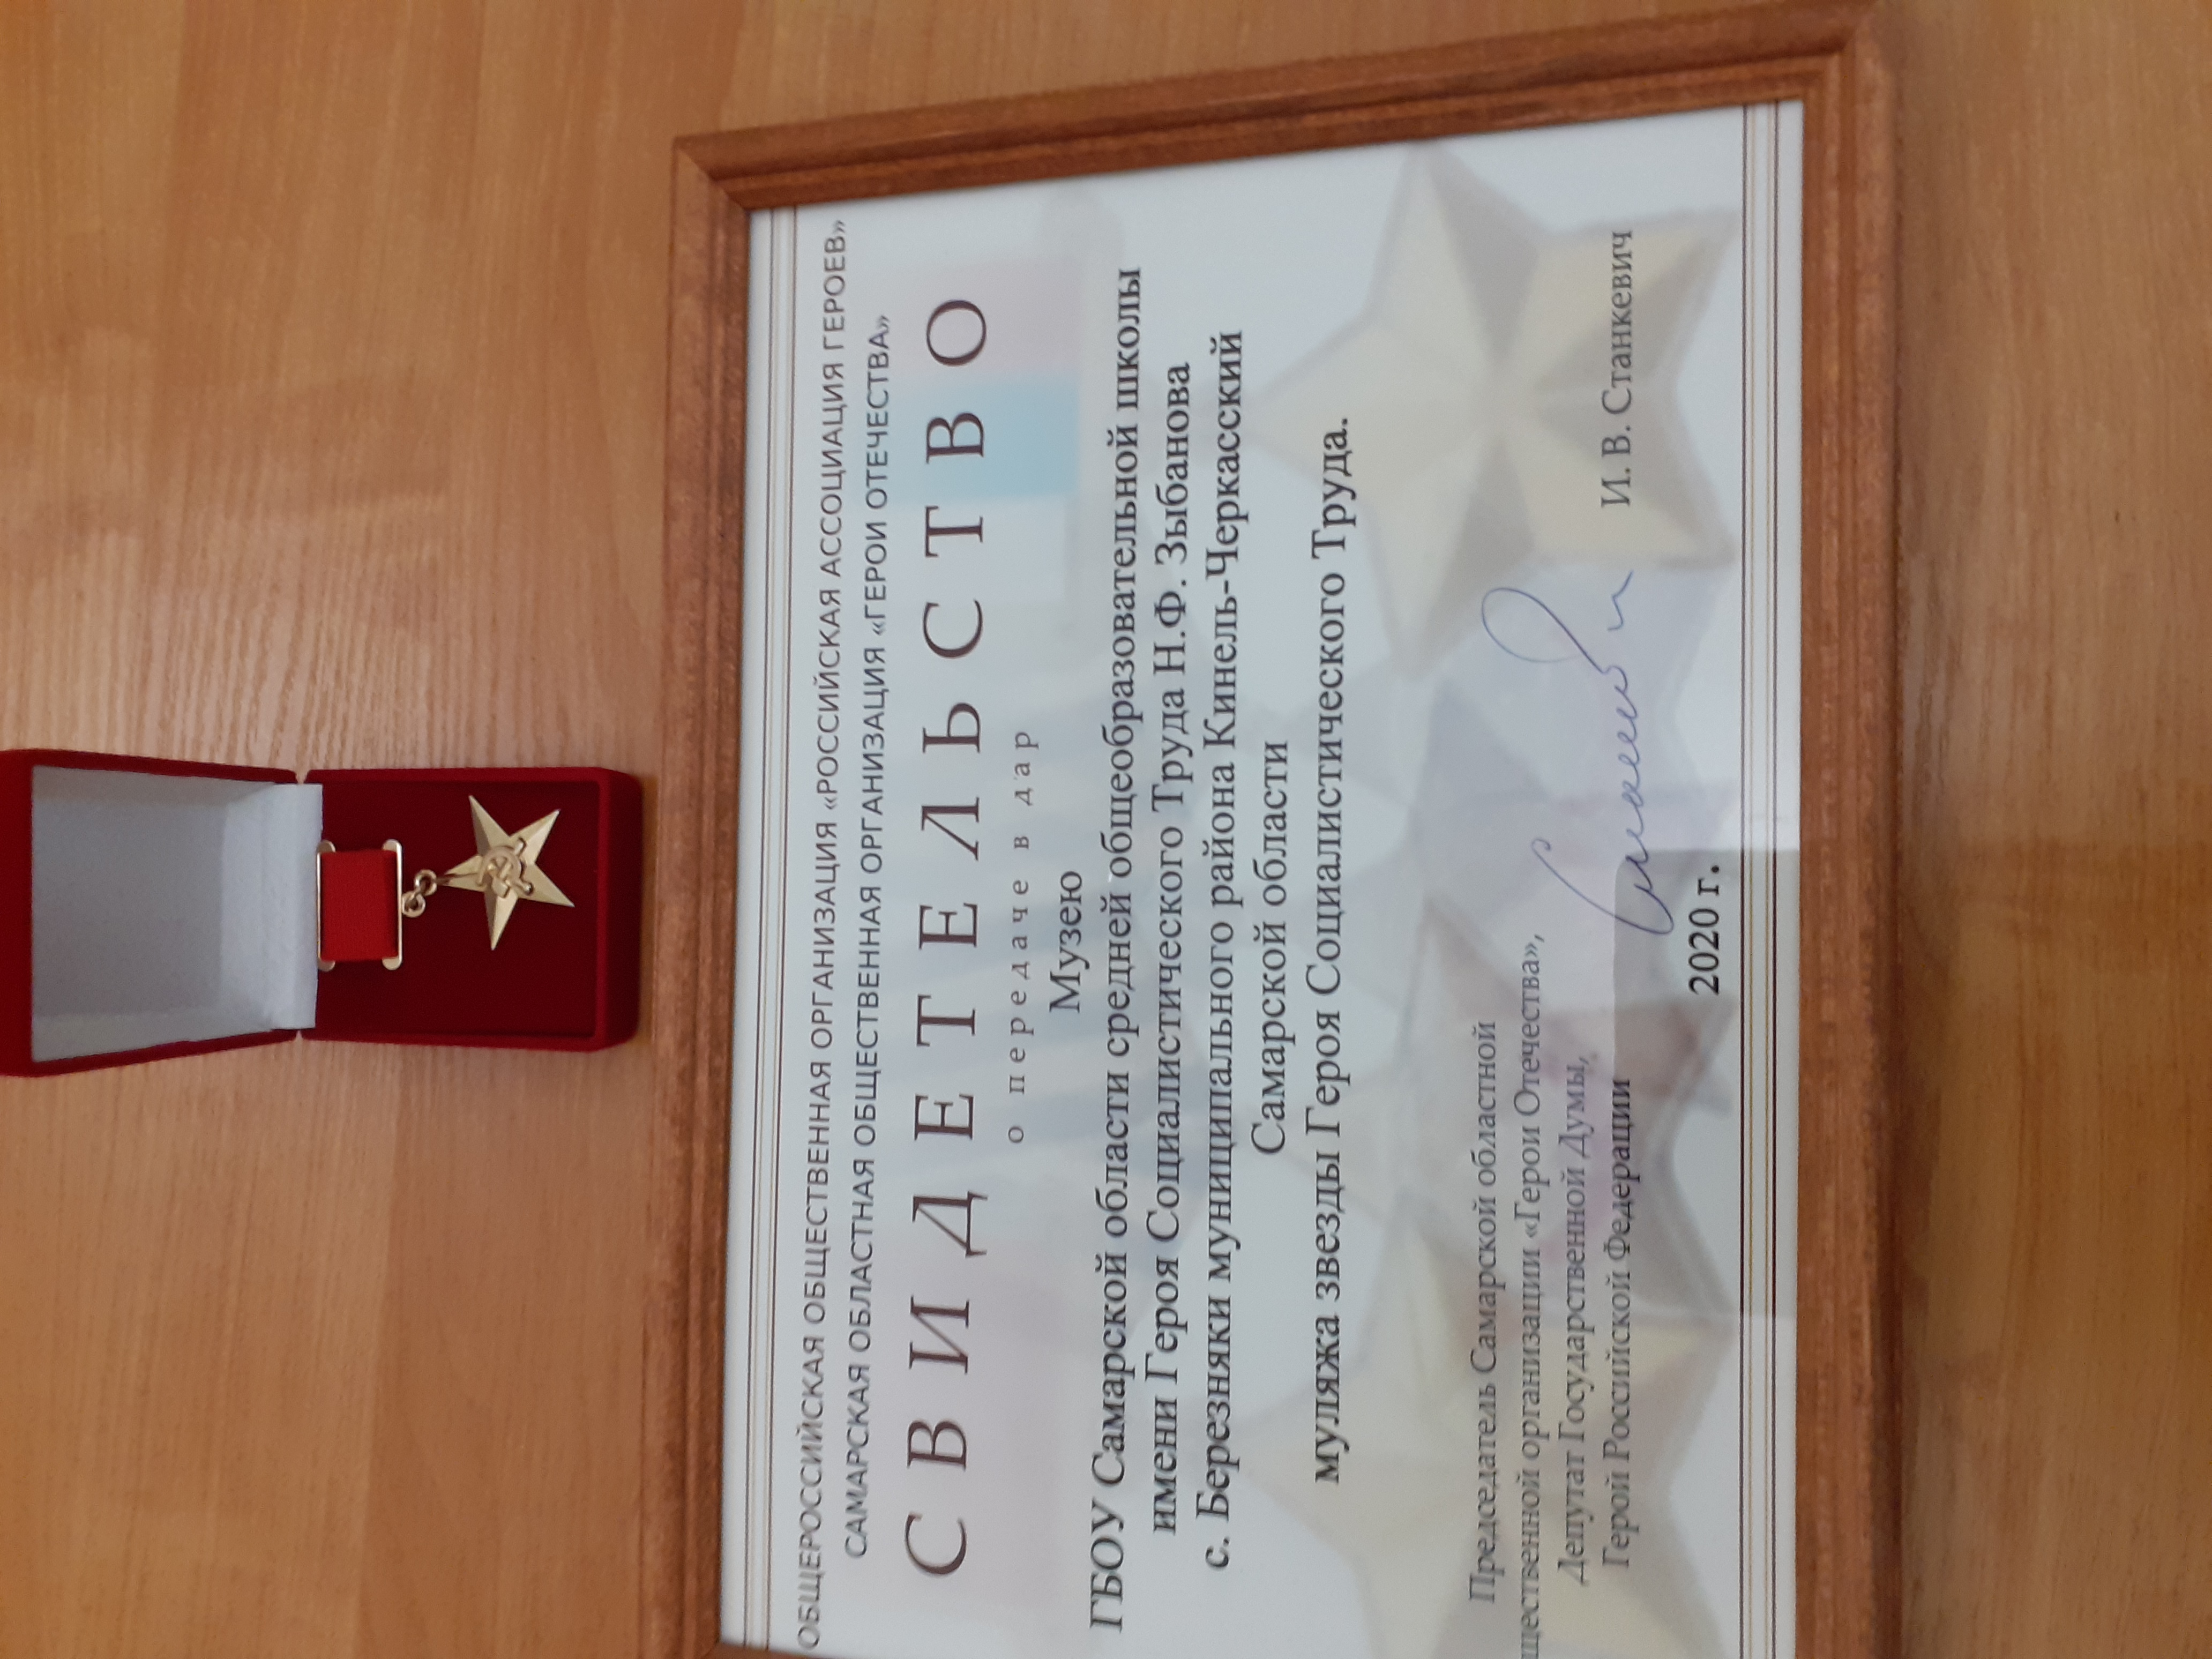 ОБЩЕРОССИЙСКАЯ ОБЩЕСТВЕННАЯ ОРГАНИЗАЦИЯ «РОССИЙСКАЯ АССОЦИАЦИЯ ГЕРОЕВ»
САМАРСКАЯ ОБЛАСТНАЯ ОБЩЕСТВЕННАЯ ОРГАНИЗАЦИЯ «ГЕРОИ ОТЕЧЕСТВА»
СВИДЕТЕЛЬСТВО
о передаче в дар
Музею
ГБОУ Самарской области средней общеобразовательной школы
имени Героя Социалистического Труда Н.Ф. Зыбанова
с. Березняки муниципального района Кинель-Черкасский
Самарской области
муляжа звезды Героя Социалистического Труда.
Председатель Самарской областной
щественной организации «Герои Отечества»,
Депутат Государственной Думы,
Герой Российской Федерации
И. В. Станкевич
2020 г.